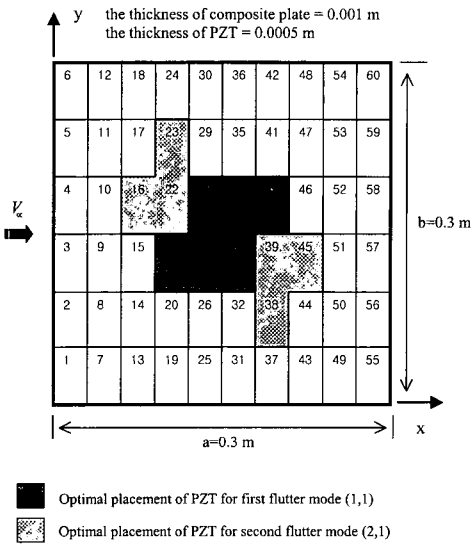 y the thickness of composite plate = 0.001 m
the thickness of PZT = 0.0005 m
6 12 18 24 30 36 42 48 54 60
5 11 17 23 29 35 41 47 53 59
4 10 16 22 46 52 58
V∝
b=0.3 m
3 9 15 39 45 51 57
2 8 14 20 26 32 38 44 50 56
1 7 13 19 25 31 37 43 49 55
x
a=0.3 m
Optimal placement of PZT for first flutter mode (1,1)
Optimal placement of PZT for second flutter mode (2,1)